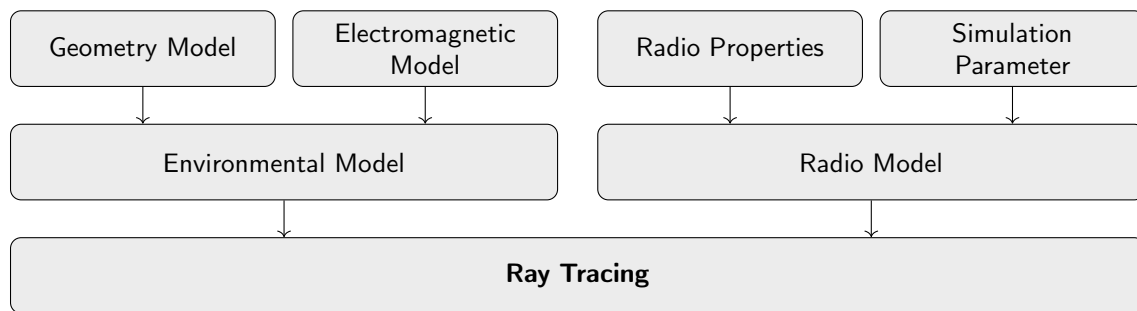 Geometry Model
Electromagnetic
Model
Radio Properties
Simulation
Parameter
Environmental Model
Radio Model
Ray Tracing